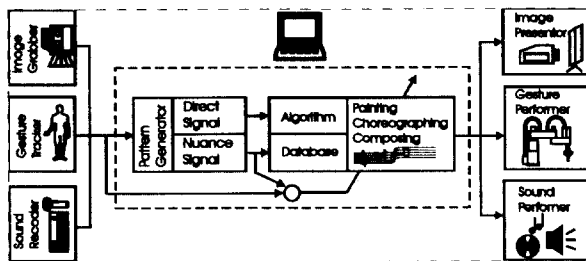 Image
Grabber
Gesture
Tracker
Sound
Recoder
Pattern
Generator
Direct
Signal
Nuance
Signal
Algorithm
Database
Painting
Choreographing
Composing
Image
Presentor
Gesture
Performer
Sound
Performer